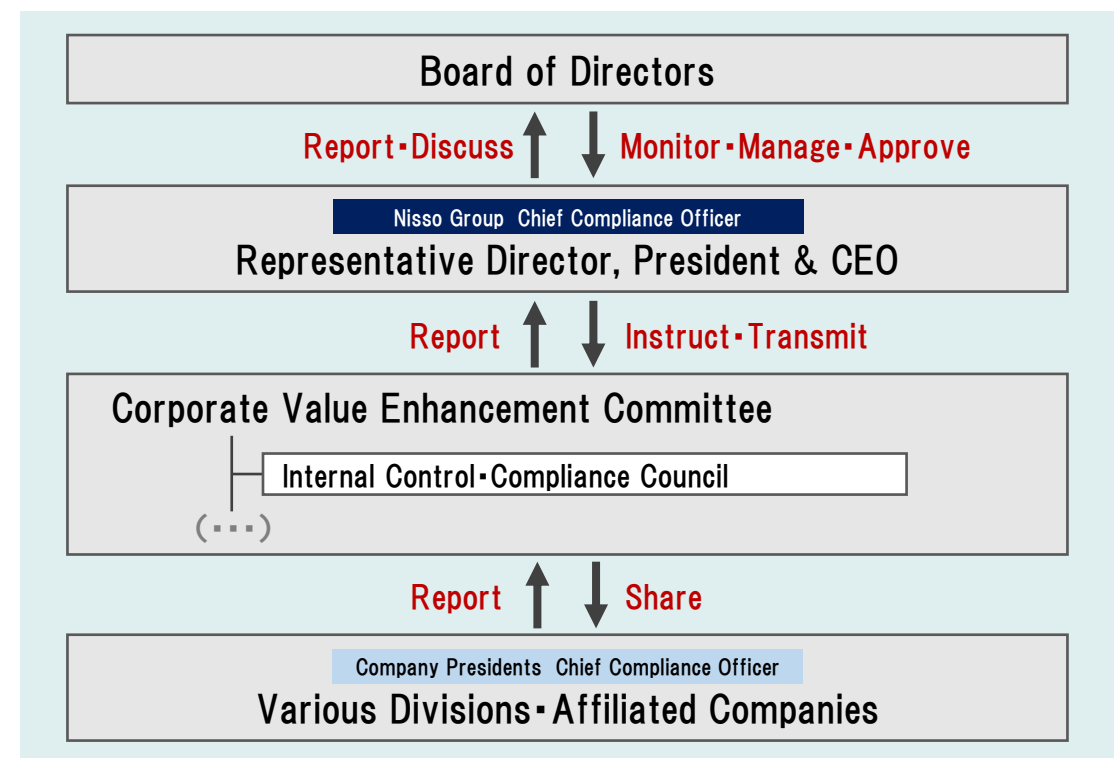 Board of Directors
Report▪Discuss
Monitor▪Manage▪Approve
Nisso Group Chief Compliance Officer
Representative Director, President & CEO
Report
Instruct▪Transmit
Corporate Value Enhancement Committee
Internal Control▪Compliance Council
(▪▪▪)
Report
Share
Company Presidents Chief Compliance Officer
Various Divisions▪Affiliated Companies